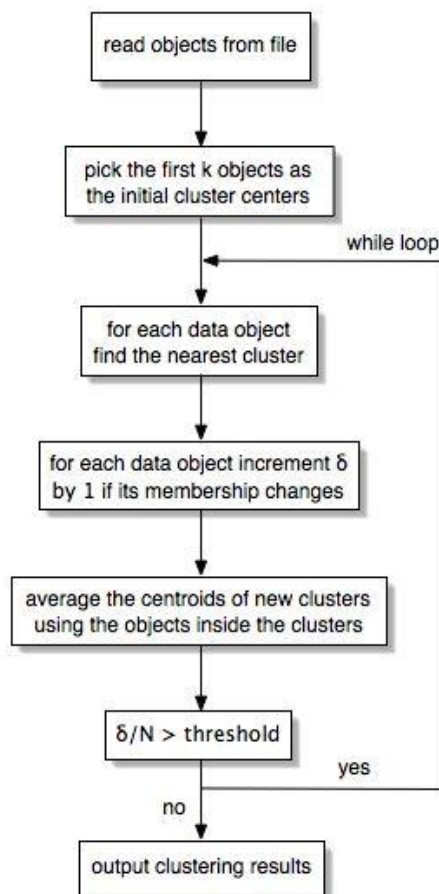 read objects from file
pick the first k objects as
the initial cluster centers
while loop
for each data object
find the nearest cluster
for each data object increment δ
by 1 if its membership changes
average the centroids of new clusters
using the objects inside the clusters
δ/N > threshold
yes
no
output clustering results